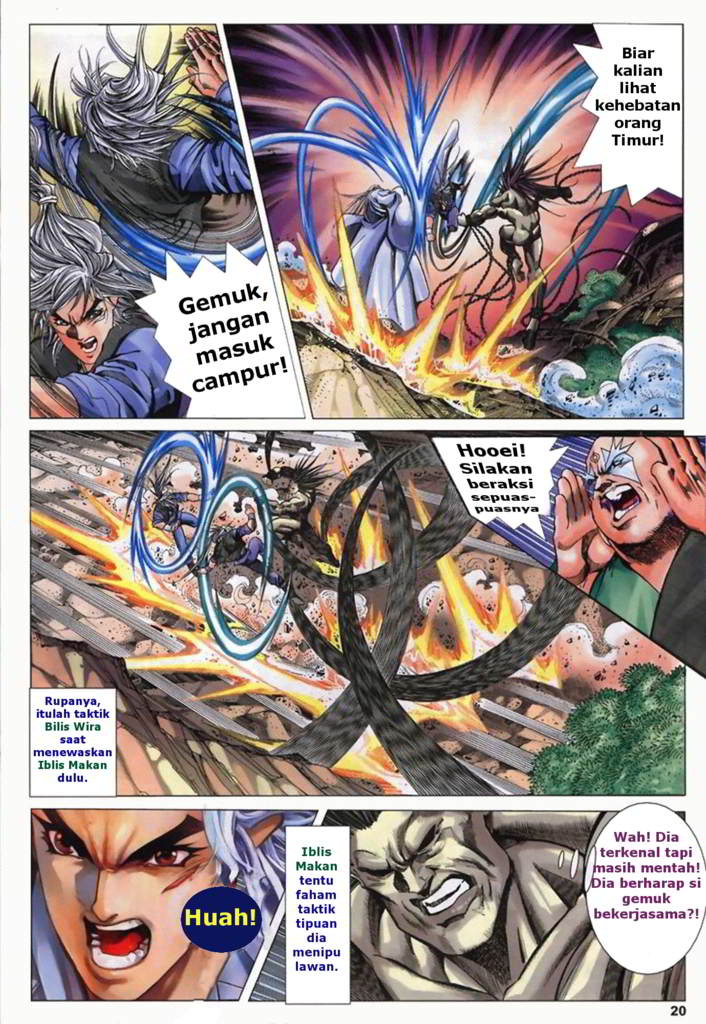 Gemuk,
jangan
masuk
campur!
Biar
kalian
lihat
kehebatan
orang
Timur!
Hooei!
Silakan
beraksi
sepuas-
puasnya
Rupanya,
itulah taktik
Bilis Wira
saat
menewaskan
Iblis Makan
dulu.
Huah!
Iblis
Makan
tentu
faham
taktik
tipuan
dia
menipu
lawan.
Wah! Dia
terkenal tapi
masih mentah!
Dia berharap si
gemuk
bekerjasama?!
20